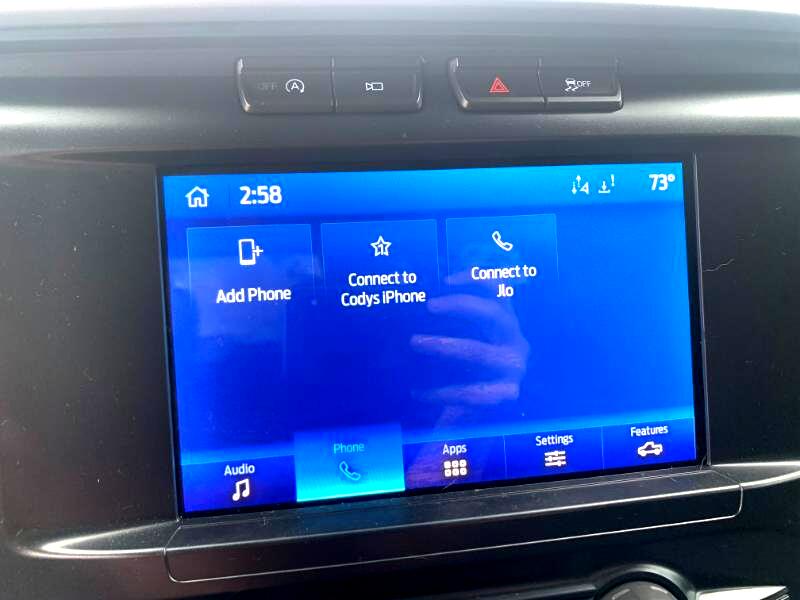 OFF A
OFF
2:58
73°
Add Phone
1
Connect to
Codys iPhone
Connect to
Jlo
Audio
Phone
Apps
Settings
Features